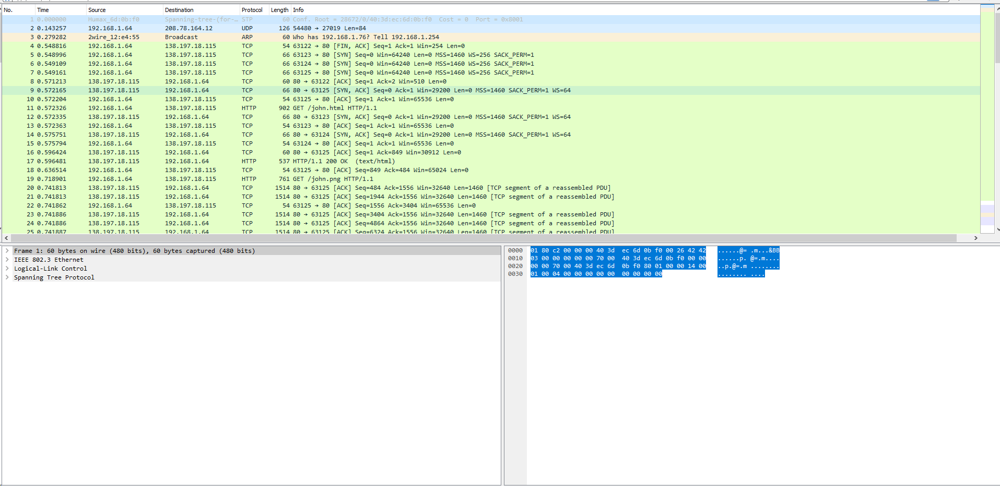 No. Time Source Destination Protocol Length Info
1 0.000000 Humax_6d:0b:f0 Spanning-tree-(for-… STP 60 Conf. Root = 28672/0/40:3d:ec:6d:0b:f0 Cost = 0 Port = 0x8001
2 0.143257 192.168.1.64 208.78.164.12 UDP 126 54480 → 27019 Len=84
3 0.279282 2wire_12:e4:55 Broadcast ARP 60 Who has 192.168.1.76? Tell 192.168.1.254
4 0.548816 192.168.1.64 138.197.18.115 TCP 54 63122 → 80 [FIN, ACK] Seq=1 Ack=1 Win=254 Len=0
5 0.548996 192.168.1.64 138.197.18.115 TCP 66 63123 → 80 [SYN] Seq=0 Win=64240 Len=0 MSS=1460 WS=256 SACK_PERM=1
6 0.549109 192.168.1.64 138.197.18.115 TCP 66 63124 → 80 [SYN] Seq=0 Win=64240 Len=0 MSS=1460 WS=256 SACK_PERM=1
7 0.549161 192.168.1.64 138.197.18.115 TCP 66 63125 → 80 [SYN] Seq=0 Win=64240 Len=0 MSS=1460 WS=256 SACK_PERM=1
8 0.571213 138.197.18.115 192.168.1.64 TCP 60 80 → 63122 [ACK] Seq=1 Ack=2 Win=510 Len=0
9 0.572165 138.197.18.115 192.168.1.64 TCP 66 80 → 63125 [SYN, ACK] Seq=0 Ack=1 Win=29200 Len=0 MSS=1460 SACK_PERM=1 WS=64
10 0.572204 192.168.1.64 138.197.18.115 TCP 54 63125 → 80 [ACK] Seq=1 Ack=1 Win=65536 Len=0
11 0.572326 192.168.1.64 138.197.18.115 HTTP 902 GET /john.html HTTP/1.1
12 0.572335 138.197.18.115 192.168.1.64 TCP 66 80 → 63123 [SYN, ACK] Seq=0 Ack=1 Win=29200 Len=0 MSS=1460 SACK_PERM=1 WS=64
13 0.572363 192.168.1.64 138.197.18.115 TCP 54 63123 → 80 [ACK] Seq=1 Ack=1 Win=65536 Len=0
14 0.575751 138.197.18.115 192.168.1.64 TCP 66 80 → 63124 [SYN, ACK] Seq=0 Ack=1 Win=29200 Len=0 MSS=1460 SACK_PERM=1 WS=64
15 0.575794 192.168.1.64 138.197.18.115 TCP 54 63124 → 80 [ACK] Seq=1 Ack=1 Win=65536 Len=0
16 0.596424 138.197.18.115 192.168.1.64 TCP 60 80 → 63125 [ACK] Seq=1 Ack=849 Win=30912 Len=0
17 0.596481 138.197.18.115 192.168.1.64 HTTP 537 HTTP/1.1 200 OK (text/html)
18 0.636514 192.168.1.64 138.197.18.115 TCP 54 63125 → 80 [ACK] Seq=849 Ack=484 Win=65024 Len=0
19 0.718901 192.168.1.64 138.197.18.115 HTTP 761 GET /john.png HTTP/1.1
20 0.741813 138.197.18.115 192.168.1.64 TCP 1514 80 → 63125 [ACK] Seq=484 Ack=1556 Win=32640 Len=1460 [TCP segment of a reassembled PDU]
21 0.741813 138.197.18.115 192.168.1.64 TCP 1514 80 → 63125 [ACK] Seq=1944 Ack=1556 Win=32640 Len=1460 [TCP segment of a reassembled PDU]
22 0.741862 192.168.1.64 138.197.18.115 TCP 54 63125 → 80 [ACK] Seq=1556 Ack=3404 Win=65536 Len=0
23 0.741886 138.197.18.115 192.168.1.64 TCP 1514 80 → 63125 [ACK] Seq=3404 Ack=1556 Win=32640 Len=1460 [TCP segment of a reassembled PDU]
24 0.741886 138.197.18.115 192.168.1.64 TCP 1514 80 → 63125 [ACK] Seq=4864 Ack=1556 Win=32640 Len=1460 [TCP segment of a reassembled PDU]
25 0.741887 138.197.18.115 192.168.1.64 TCP 1514 80 → 63125 [ACK] Seq=6324 Ack=1556 Win=32640 Len=1460 [TCP segment of a reassembled PDU]
Frame 1: 60 bytes on wire (480 bits), 60 bytes captured (480 bits)
IEEE 802.3 Ethernet
Logical-Link Control
Spanning Tree Protocol
0000 01 80 c2 00 00 00 40 3d ec 6d 0b f0 00 26 42 42 ......@= .m...&BB
0010 03 00 00 00 00 00 70 00 40 3d ec 6d 0b f0 00 00 ......p. @=.m....
0020 00 00 70 00 40 3d ec 6d 0b f0 80 01 00 00 14 00 ..p.@=.m ........
0030 01 00 04 00 00 00 00 00 00 00 00 00 ........ ....